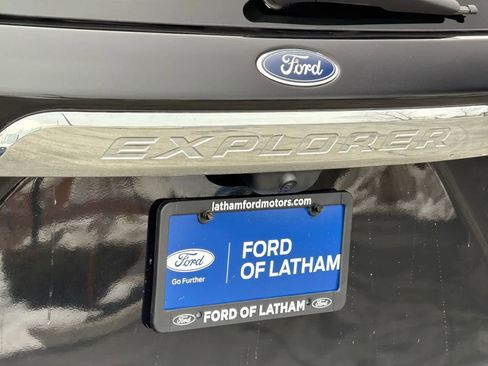 Ford
EXPLORER
lathamfordmotors.com
Ford
Go Further
FORD
OF LATHAM
Ford FORD OF LATHAM Ford